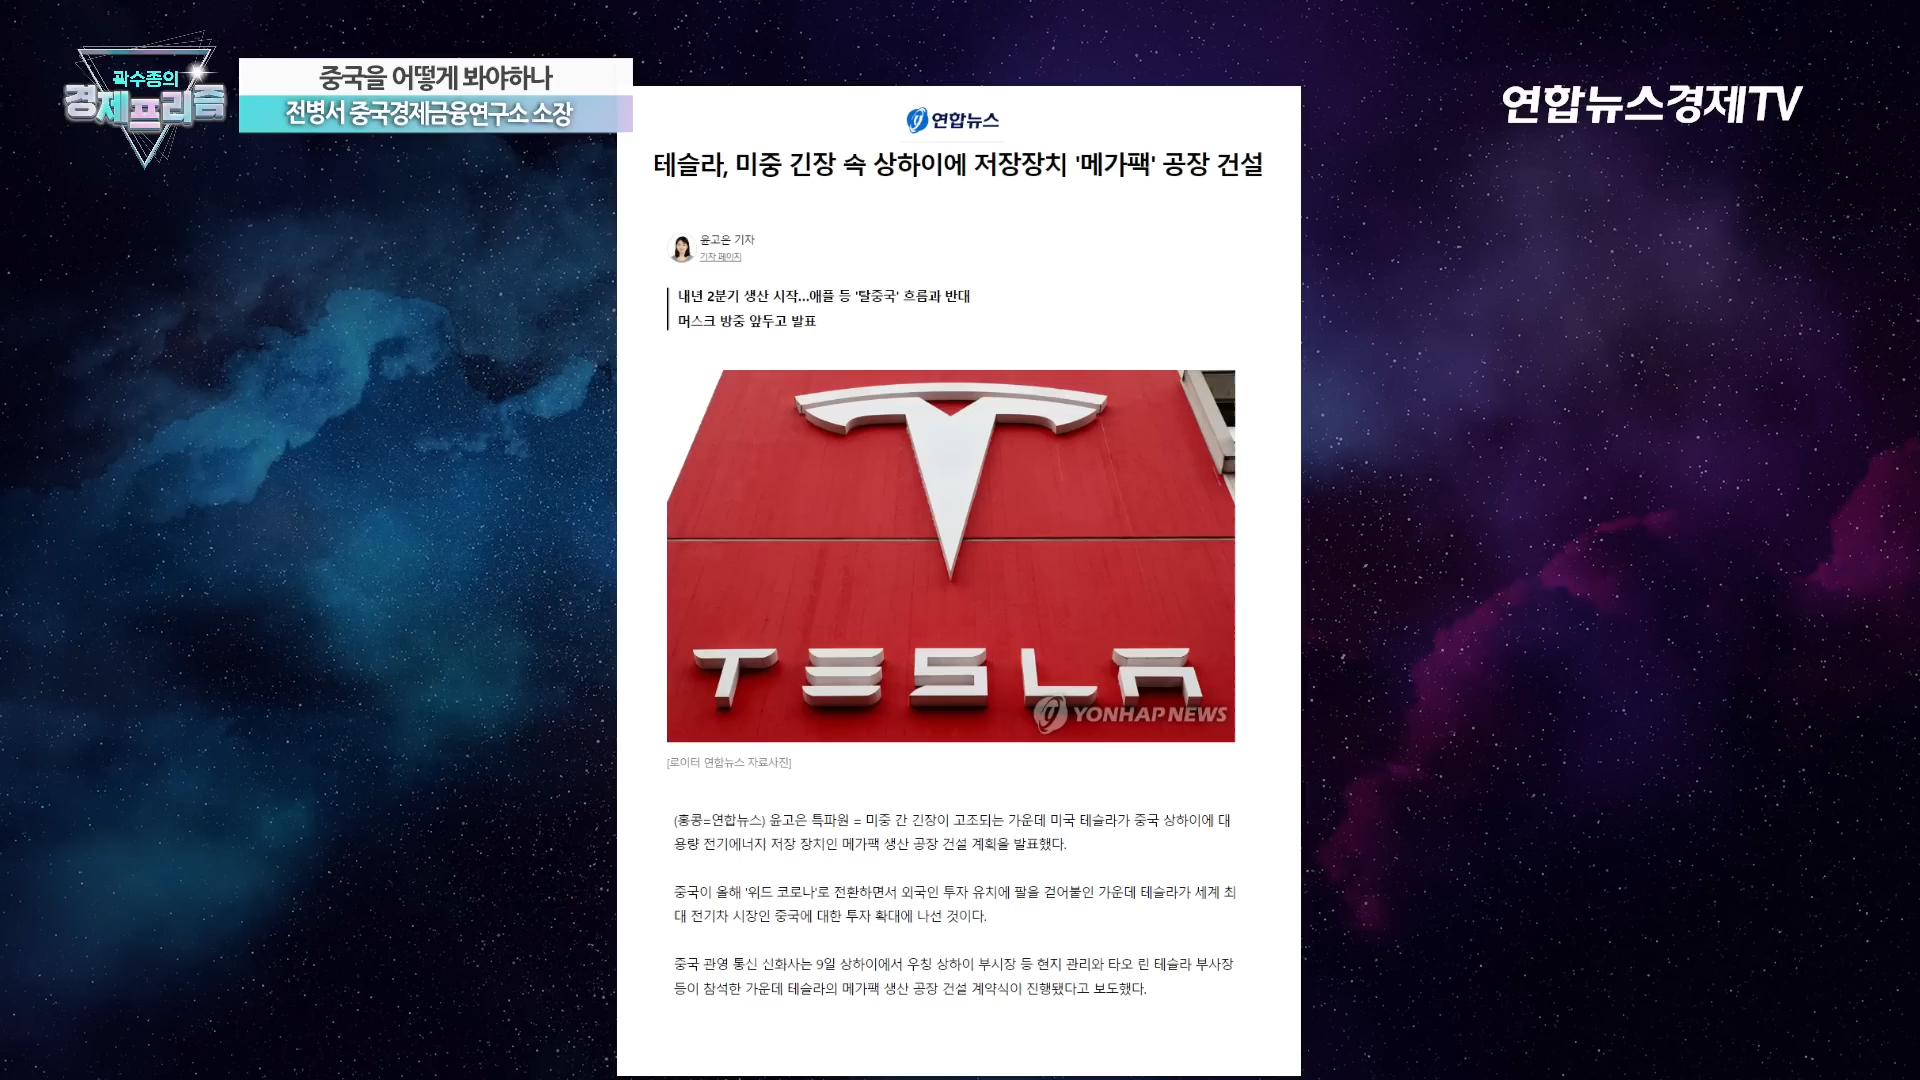 곽수종의
경제프리즘
중국을 어떻게 봐야하나
전병서 중국경제금융연구소 소장
연합뉴스경제TV
연합뉴스
테슬라, 미중 긴장 속 상하이에 저장장치 '메가팩' 공장 건설
윤고은 기자
기자 페이지
내년 2분기 생산 시작...애플 등 '탈중국' 흐름과 반대
머스크 방중 앞두고 발표
TESLA
YONHAP NEWS
[로이터 연합뉴스 자료사진]
(홍콩=연합뉴스) 윤고은 특파원 = 미중 간 긴장이 고조되는 가운데 미국 테슬라가 중국 상하이에 대
용량 전기에너지 저장 장치인 메가팩 생산 공장 건설 계획을 발표했다.
중국이 올해 '위드 코로나'로 전환하면서 외국인 투자 유치에 팔을 걷어붙인 가운데 테슬라가 세계 최
대 전기차 시장인 중국에 대한 투자 확대에 나선 것이다.
중국 관영 통신 신화사는 9일 상하이에서 우칭 상하이 부시장 등 현지 관리와 타오 린 테슬라 부사장
등이 참석한 가운데 테슬라의 메가팩 생산 공장 건설 계약식이 진행됐다고 보도했다.